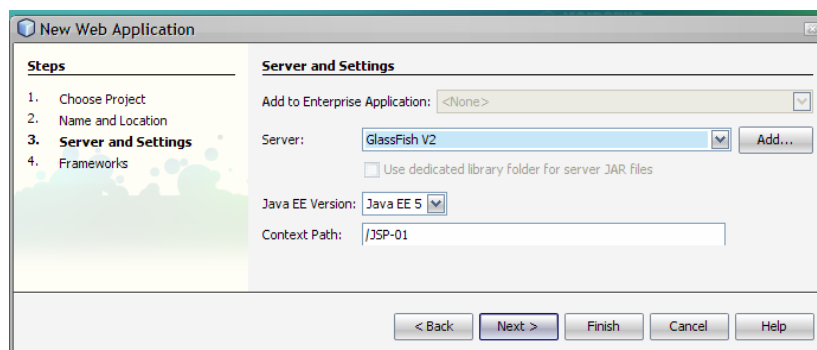 New Web Application
Steps
1. Choose Project
2. Name and Location
3. Server and Settings
4. Frameworks
Server and Settings
Add to Enterprise Application: <None>
Server: GlassFish V2 Add...
Use dedicated library folder for server JAR files
Java EE Version: Java EE 5
Context Path: /JSP-01
< Back Next > Finish Cancel Help